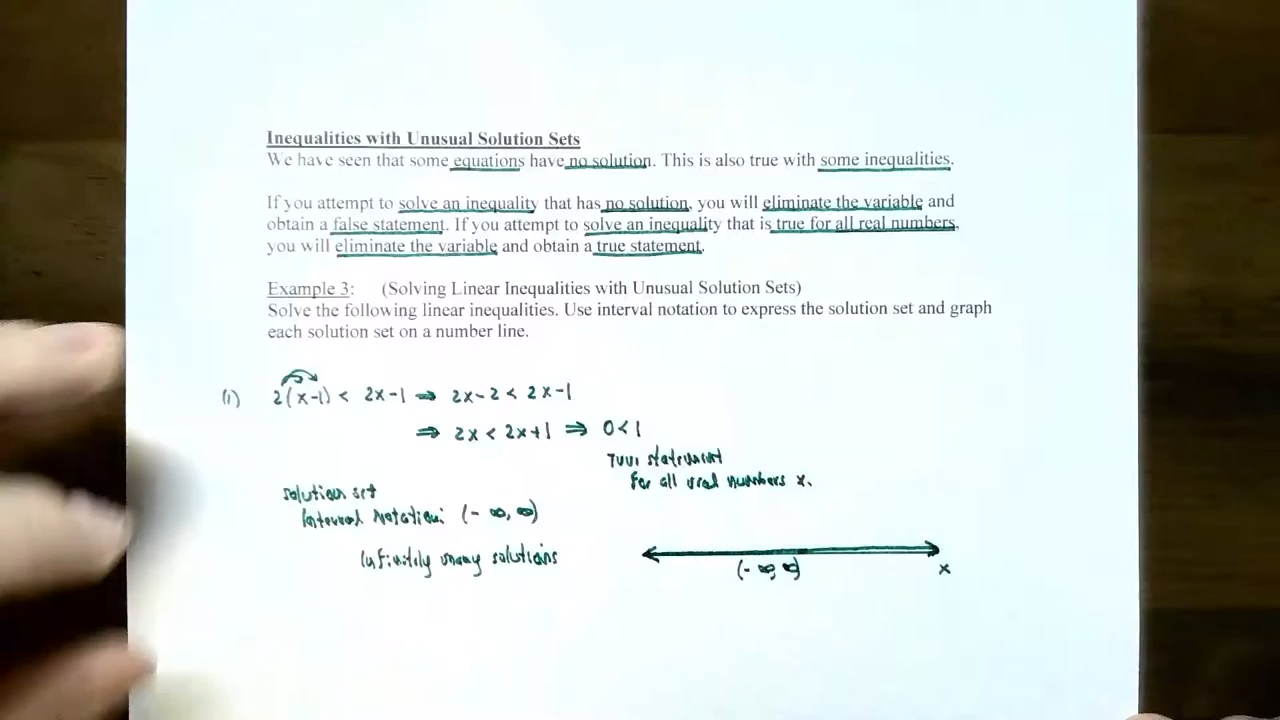 Inequalities with Unusual Solution Sets
We have seen that some equations have no solution. This is also true with some inequalities.
If you attempt to solve an inequality that has no solution, you will eliminate the variable and
obtain a false statement. If you attempt to solve an inequality that is true for all real numbers,
you will eliminate the variable and obtain a true statement.
Example 3: (Solving Linear Inequalities with Unusual Solution Sets)
Solve the following linear inequalities. Use interval notation to express the solution set and graph
each solution set on a number line.
(1) 2(x-1) < 2x-1 ⇒ 2x-2 < 2x-1
⇒ 2x < 2x+1 ⇒ 0<1
True statement
for all real numbers x.
Solution set
Interval Notation: (-∞,∞)
Infinitely many solutions
(-∞,∞) x